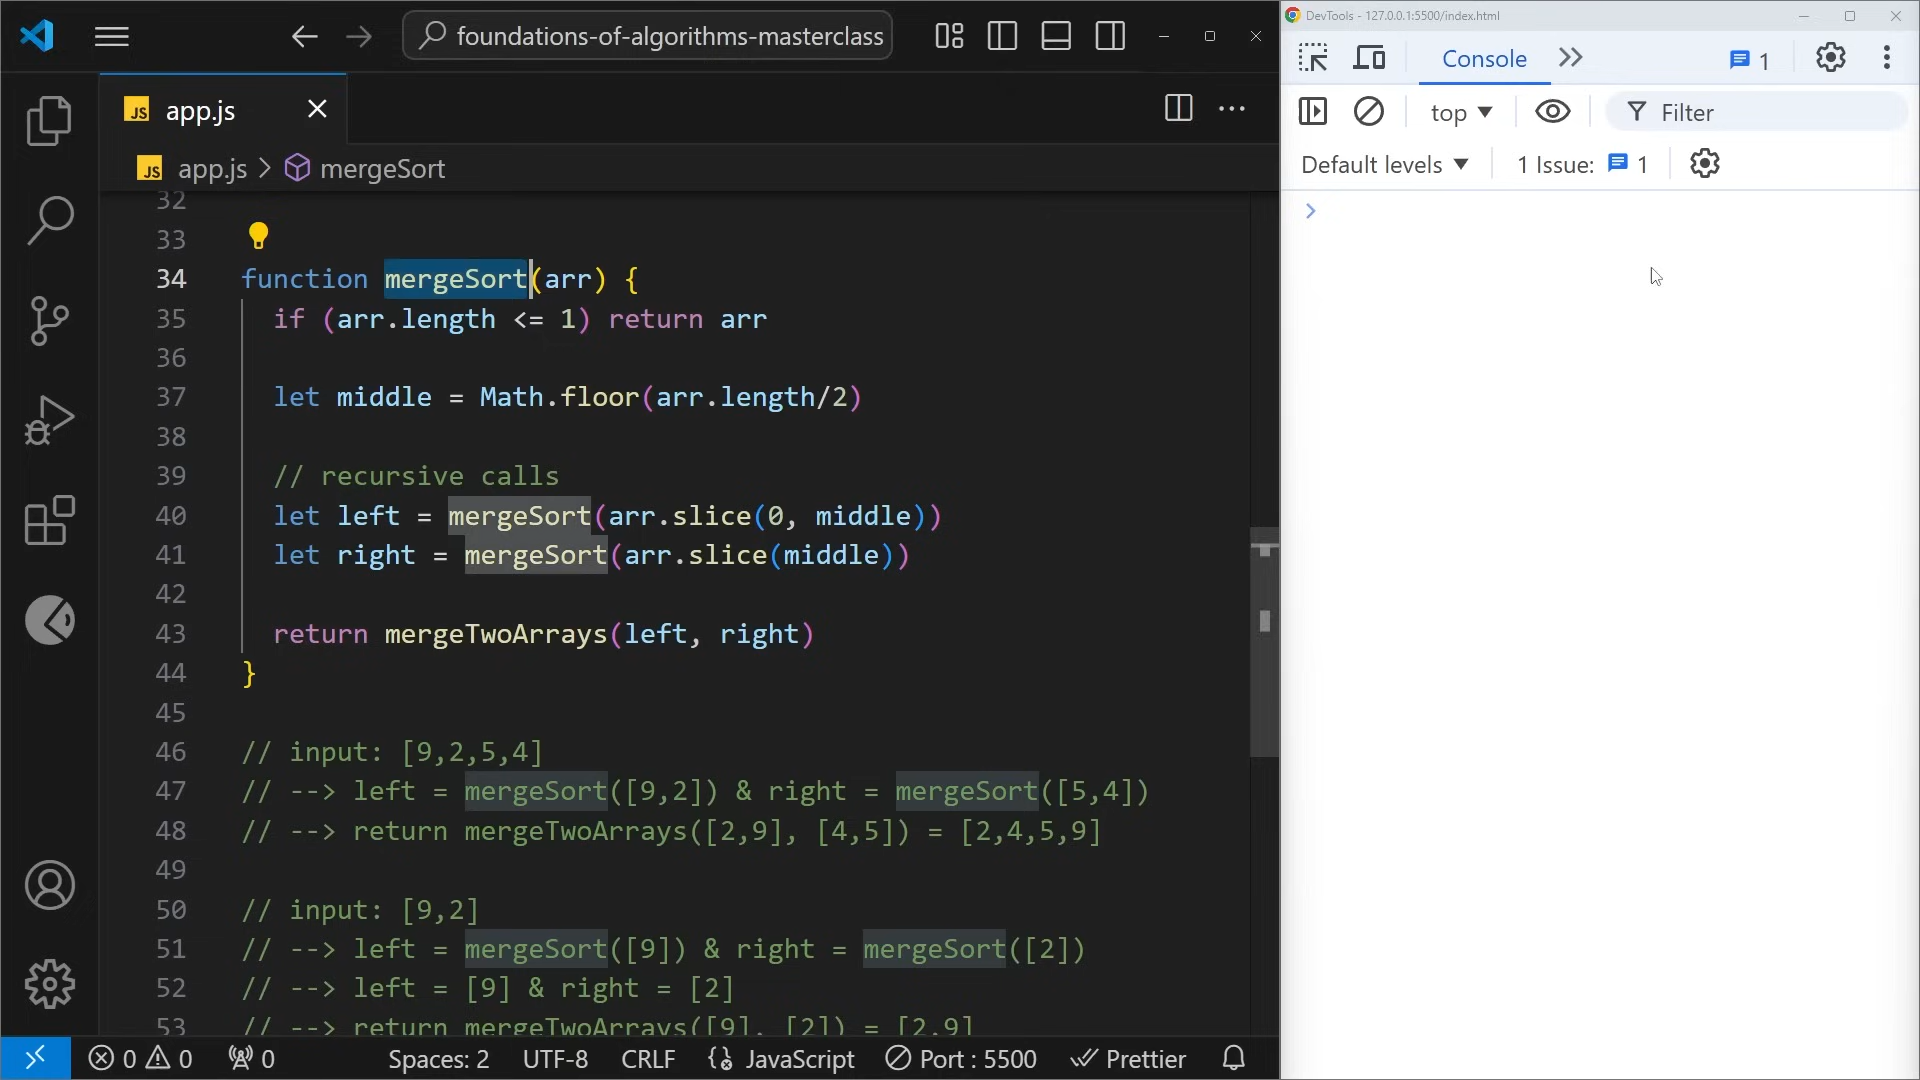 foundations-of-algorithms-masterclass
JS app.js
JS app.js > mergeSort
32
33
34 function mergeSort(arr) {
35 if (arr.length <= 1) return arr
36
37 let middle = Math.floor(arr.length/2)
38
39 // recursive calls
40 let left = mergeSort(arr.slice(0, middle))
41 let right = mergeSort(arr.slice(middle))
42
43 return mergeTwoArrays(left, right)
44 }
45
46 // input: [9,2,5,4]
47 // --> left = mergeSort([9,2]) & right = mergeSort([5,4])
48 // --> return mergeTwoArrays([2,9], [4,5]) = [2,4,5,9]
49
50 // input: [9,2]
51 // --> left = mergeSort([9]) & right = mergeSort([2])
52 // --> left = [9] & right = [2]
53 // --> return mergeTwoArrays([9], [2]) = [2,9]
0 0 0 Spaces: 2 UTF-8 CRLF JavaScript Port : 5500 Prettier
DevTools - 127.0.0.1:5500/index.html
Console 1
top Filter
Default levels 1 Issue: 1